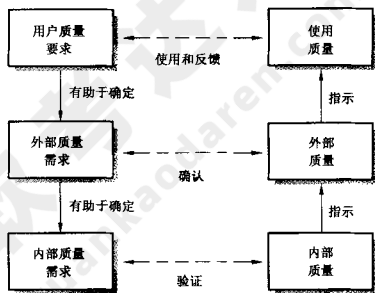 用户质量
要求
使用和反馈
使用
质量
有助于确定
指示
外部质量
需求
确认
外部
质量
有助于确定
指示
内部质量
需求
验证
内部
质量